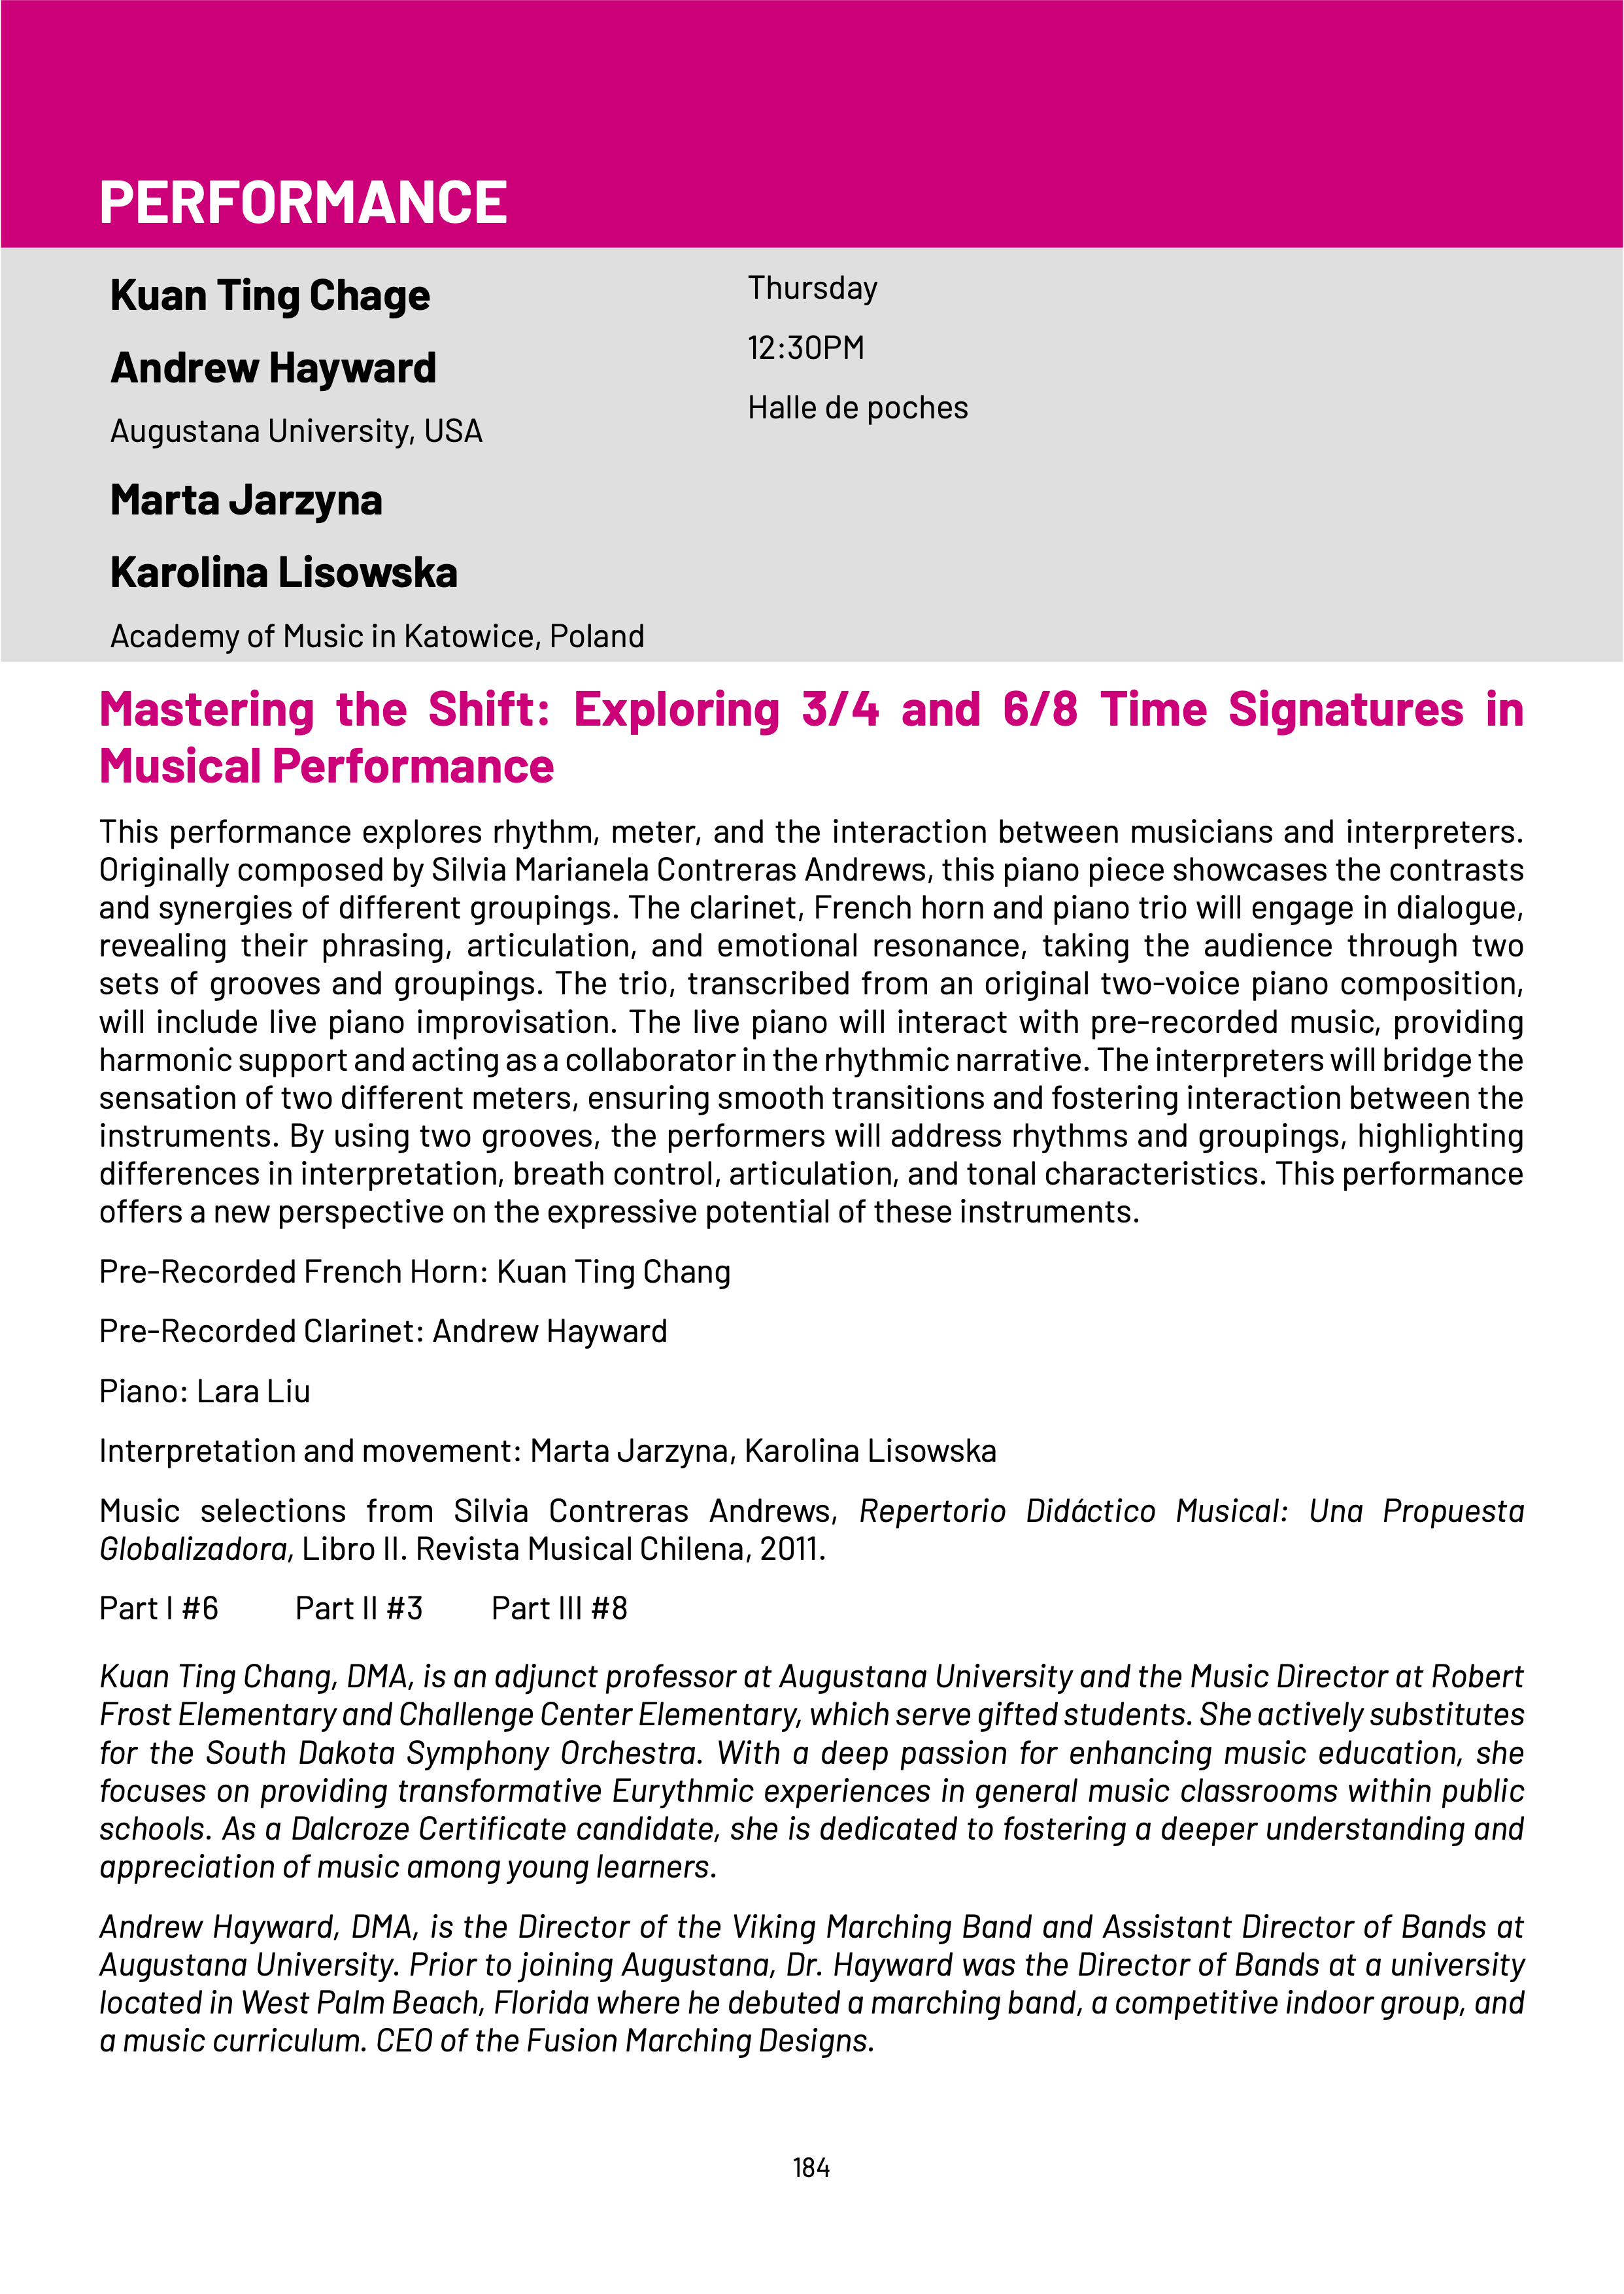 PERFORMANCE
Kuan Ting Chage
Andrew Hayward
Augustana University, USA
Marta Jarzyna
Karolina Lisowska
Academy of Music in Katowice, Poland
Thursday
12:30PM
Halle de poches
Mastering the Shift: Exploring 3/4 and 6/8 Time Signatures in
Musical Performance
This performance explores rhythm, meter, and the interaction between musicians and interpreters.
Originally composed by Silvia Marianela Contreras Andrews, this piano piece showcases the contrasts
and synergies of different groupings. The clarinet, French horn and piano trio will engage in dialogue,
revealing their phrasing, articulation, and emotional resonance, taking the audience through two
sets of grooves and groupings. The trio, transcribed from an original two-voice piano composition,
will include live piano improvisation. The live piano will interact with pre-recorded music, providing
harmonic support and acting as a collaborator in the rhythmic narrative. The interpreters will bridge the
sensation of two different meters, ensuring smooth transitions and fostering interaction between the
instruments. By using two grooves, the performers will address rhythms and groupings, highlighting
differences in interpretation, breath control, articulation, and tonal characteristics. This performance
offers a new perspective on the expressive potential of these instruments.
Pre-Recorded French Horn: Kuan Ting Chang
Pre-Recorded Clarinet: Andrew Hayward
Piano: Lara Liu
Interpretation and movement: Marta Jarzyna, Karolina Lisowska
Music selections from Silvia Contreras Andrews, Repertorio Didáctico Musical: Una Propuesta
Globalizadora, Libro II. Revista Musical Chilena, 2011.
Part I #6 Part II #3 Part III #8
Kuan Ting Chang, DMA, is an adjunct professor at Augustana University and the Music Director at Robert
Frost Elementary and Challenge Center Elementary, which serve gifted students. She actively substitutes
for the South Dakota Symphony Orchestra. With a deep passion for enhancing music education, she
focuses on providing transformative Eurythmic experiences in general music classrooms within public
schools. As a Dalcroze Certificate candidate, she is dedicated to fostering a deeper understanding and
appreciation of music among young learners.
Andrew Hayward, DMA, is the Director of the Viking Marching Band and Assistant Director of Bands at
Augustana University. Prior to joining Augustana, Dr. Hayward was the Director of Bands at a university
located in West Palm Beach, Florida where he debuted a marching band, a competitive indoor group, and
a music curriculum. CEO of the Fusion Marching Designs.
184